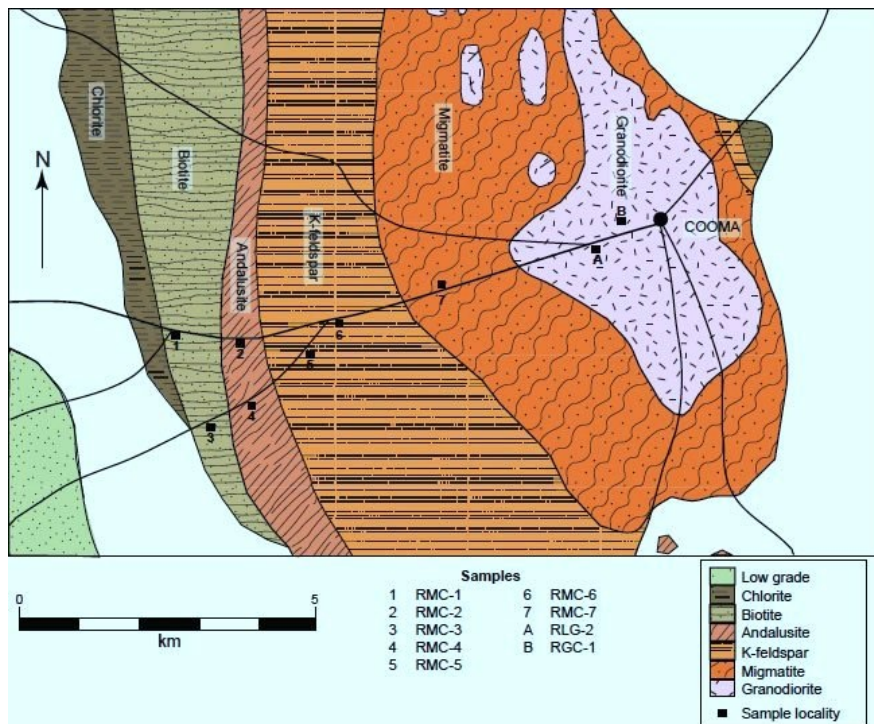 Chlorite
Biotite
Andalusite
K-feldspar
Migmatite
Granodiorite
N
B
COOMA
A
7
6
1
2
5
4
3
Samples
1 RMC-1 6 RMC-6
2 RMC-2 7 RMC-7
3 RMC-3 A RLG-2
4 RMC-4 B RGC-1
5 RMC-5
0 5
km
Low grade
Chlorite
Biotite
Andalusite
K-feldspar
Migmatite
Granodiorite
Sample locality